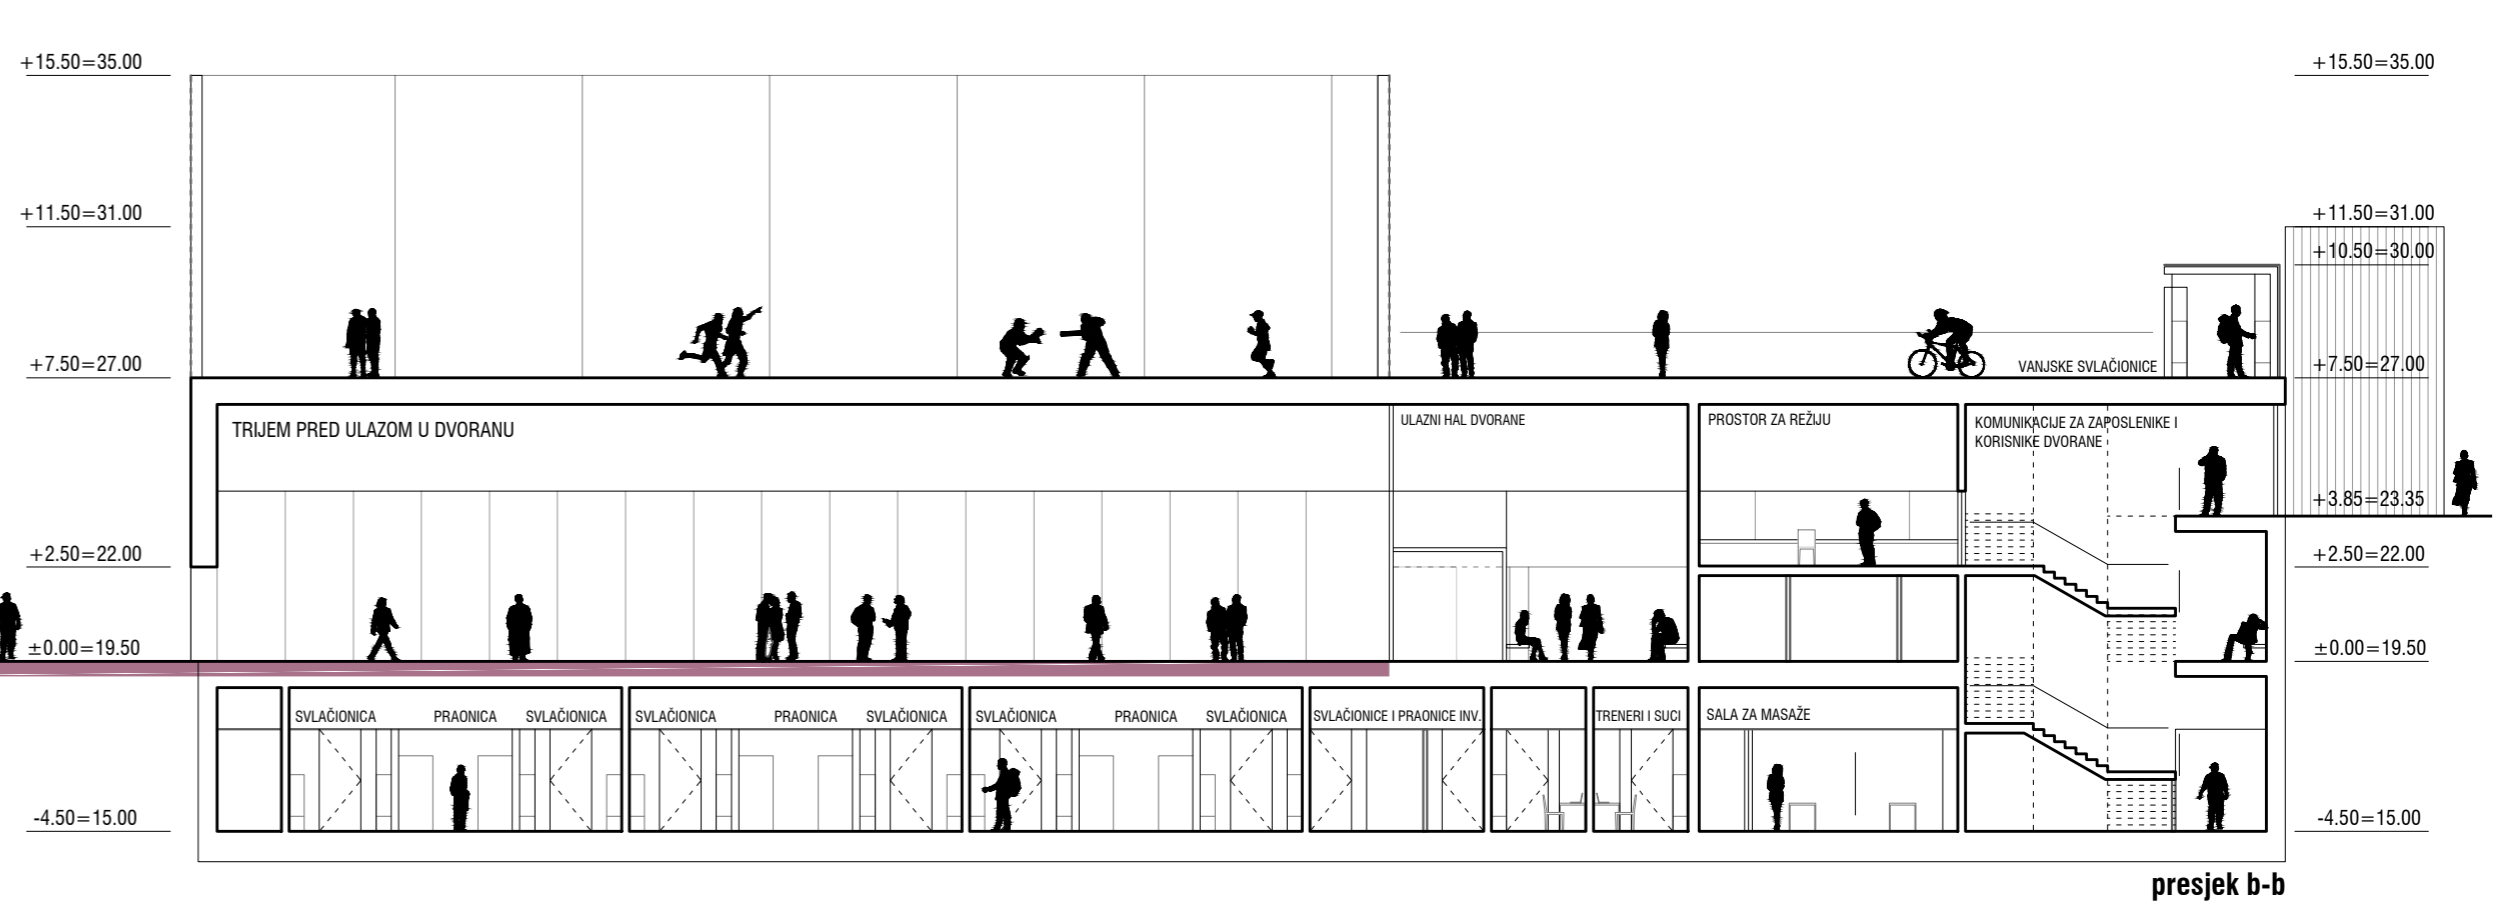 +15.50=35.00
+15.50=35.00
+11.50=31.00
+11.50=31.00
+10.50=30.00
+7.50=27.00
VANJSKE SVLAČIONICE
+7.50=27.00
TRIJEM PRED ULAZOM U DVORANU
ULAZNI HAL DVORANE
PROSTOR ZA REŽIJU
KOMUNIKACIJE ZA ZAPOSLENIKE I
KORISNIKE DVORANE
+3.85=23.35
+2.50=22.00
+2.50=22.00
±0.00=19.50
±0.00=19.50
SVLAČIONICA
PRAONICA
SVLAČIONICA
SVLAČIONICA
PRAONICA
SVLAČIONICA
SVLAČIONICA
PRAONICA
SVLAČIONICA
SVLAČIONICE I PRAONICE INV.
TRENERI I SUCI
SALA ZA MASAŽE
-4.50=15.00
-4.50=15.00
presjek b-b